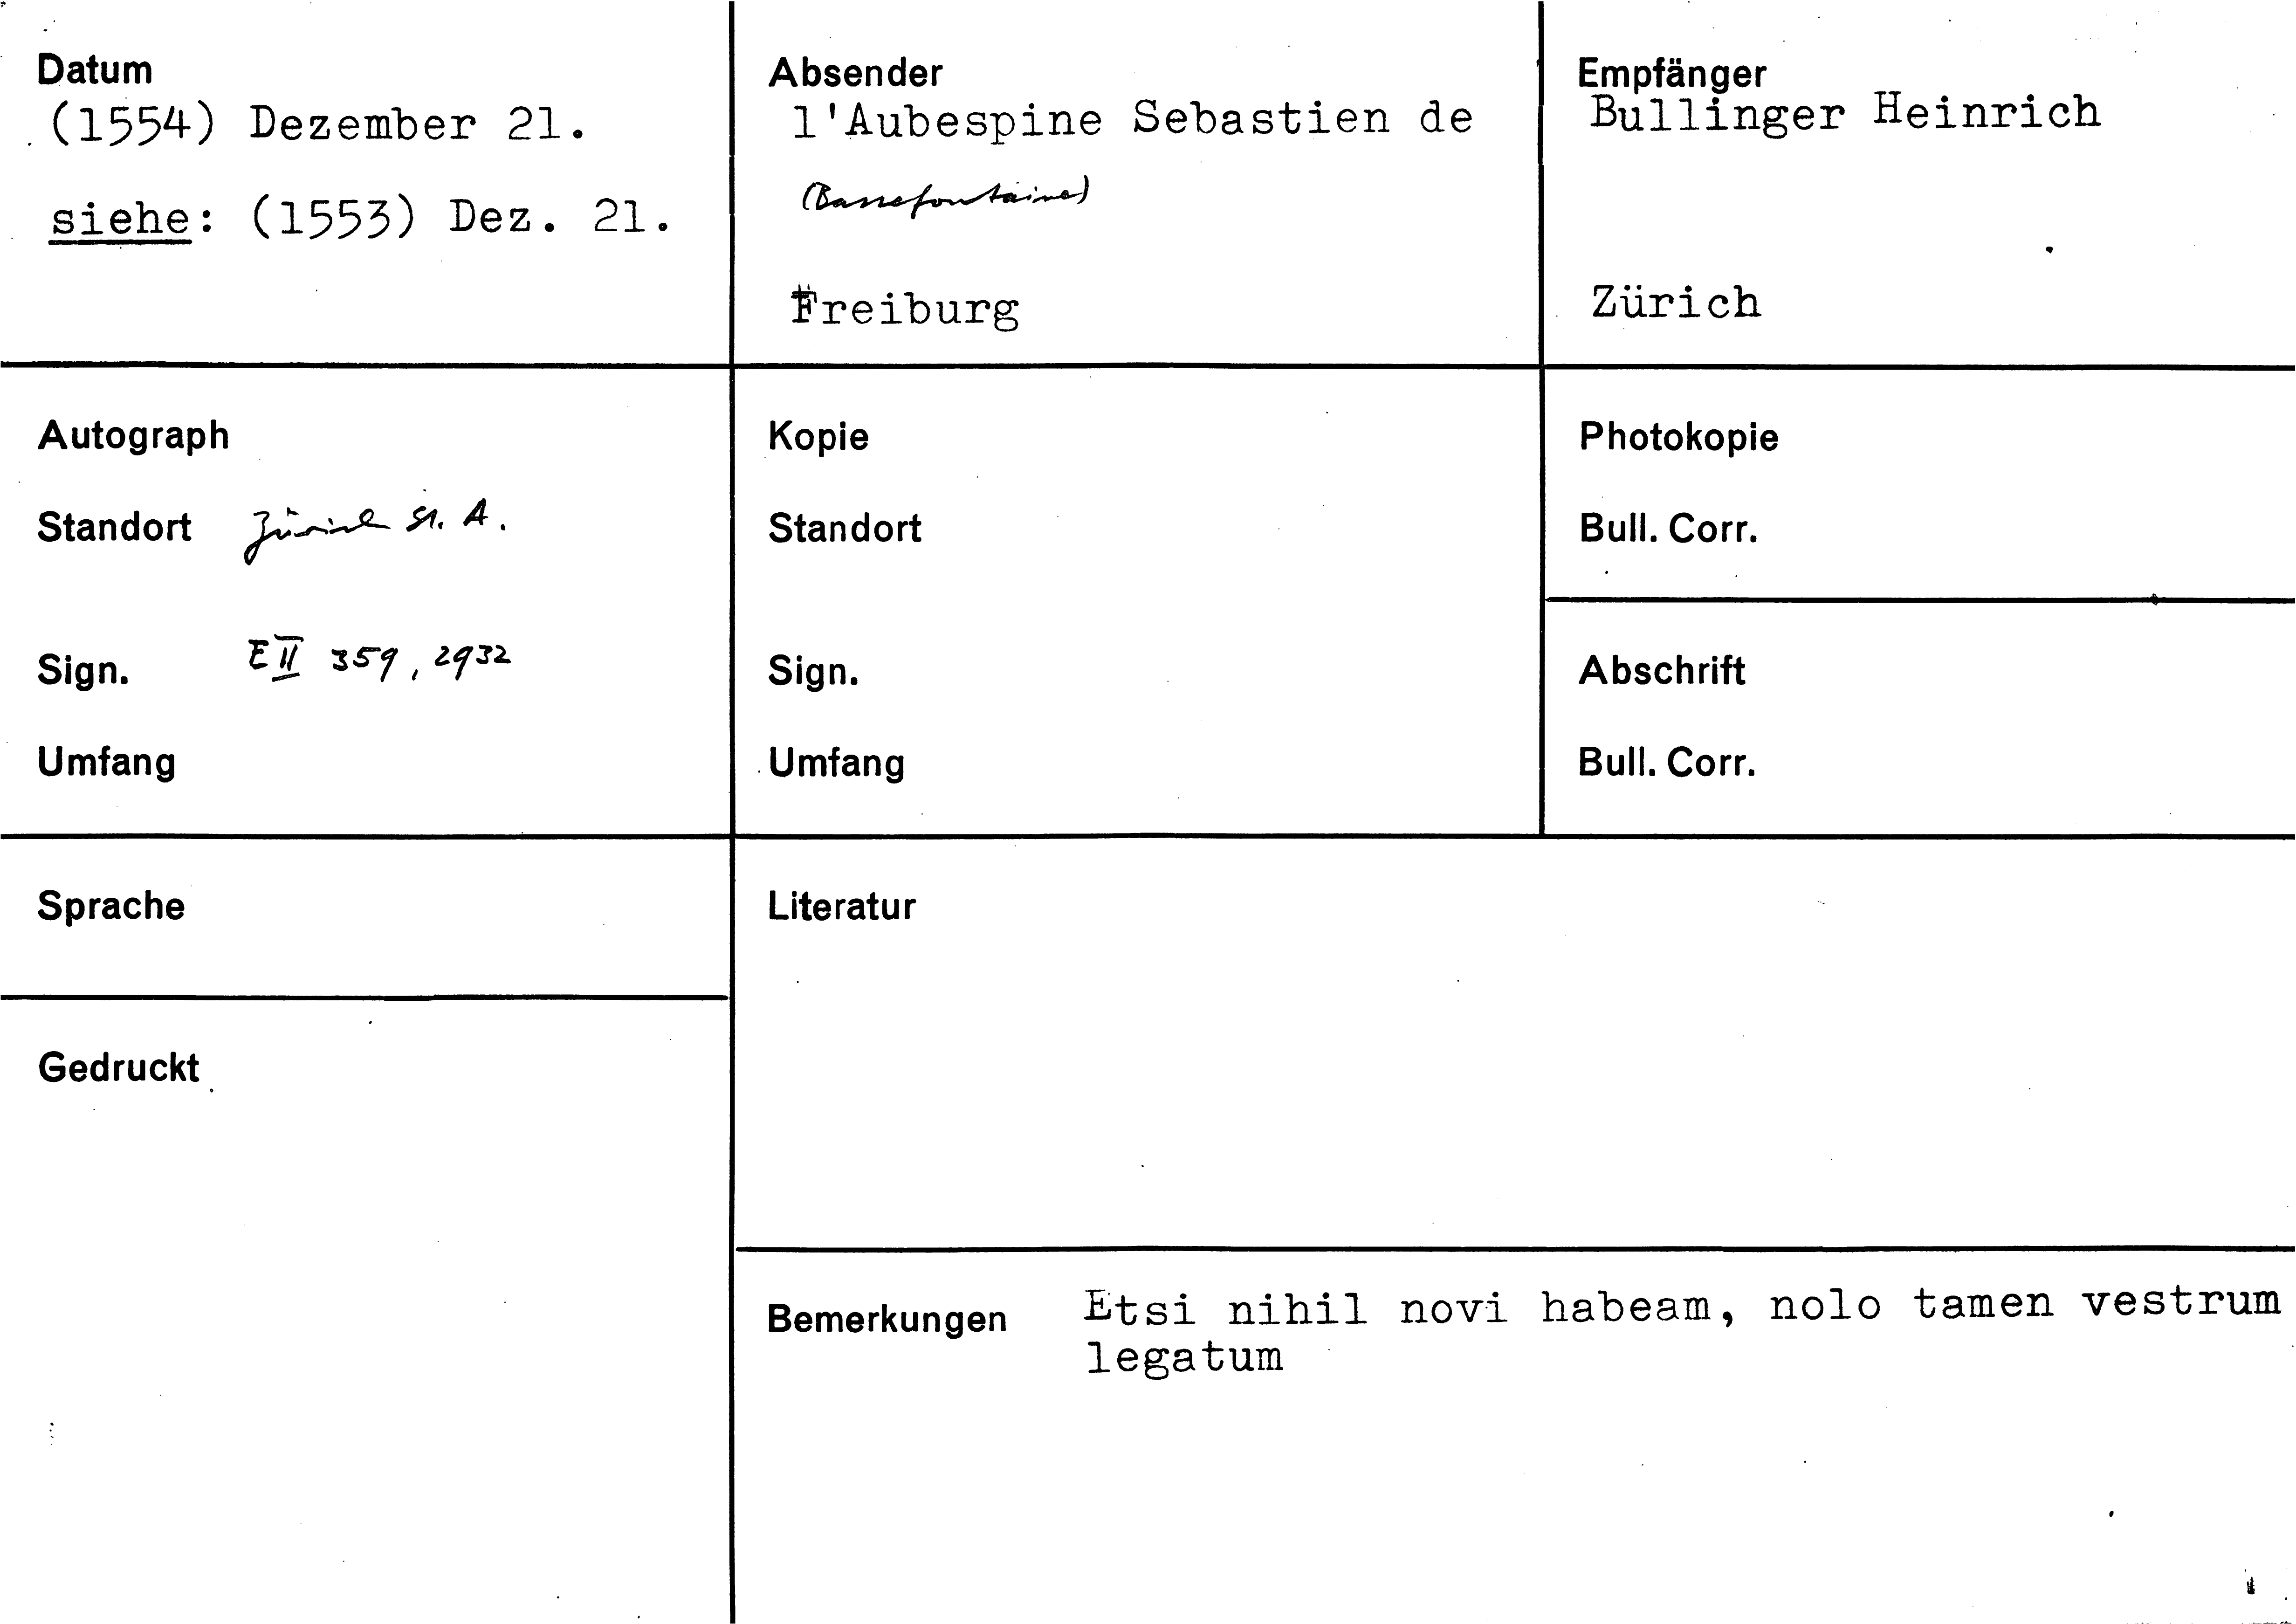 Datum
(1554) Dezember 21.
siehe: (1553) Dez. 21.
Absender
l'Aubespine Sebastien de
(Bassefontaine)
Freiburg
Empfänger
Bullinger Heinrich
Zürich
Autograph
Standort Zürich St. A.
Sign. E II 359, 2932
Umfang
Kopie
Standort
Sign.
Umfang
Photokopie
Bull. Corr.
Abschrift
Bull. Corr.
Sprache
Gedruckt
Literatur
Bemerkungen Etsi nihil novi habeam, nolo tamen vestrum
legatum